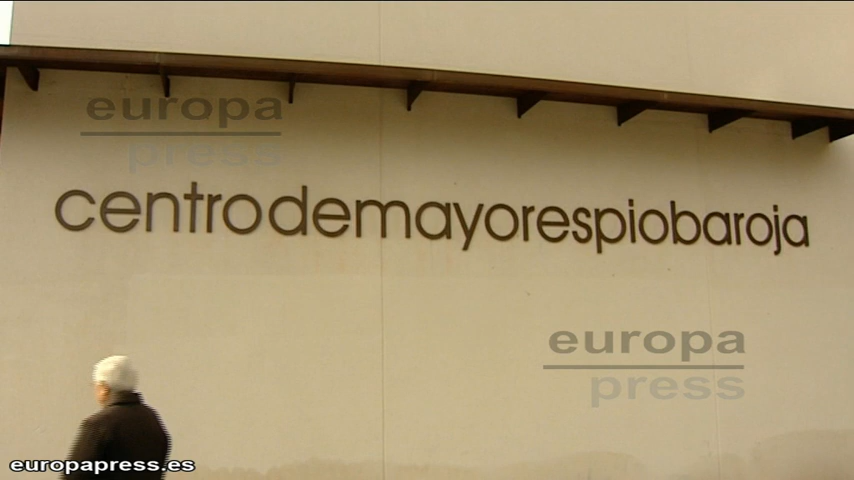 europa
press
centrodemayorespiobaroja
europa
press
europapress.es